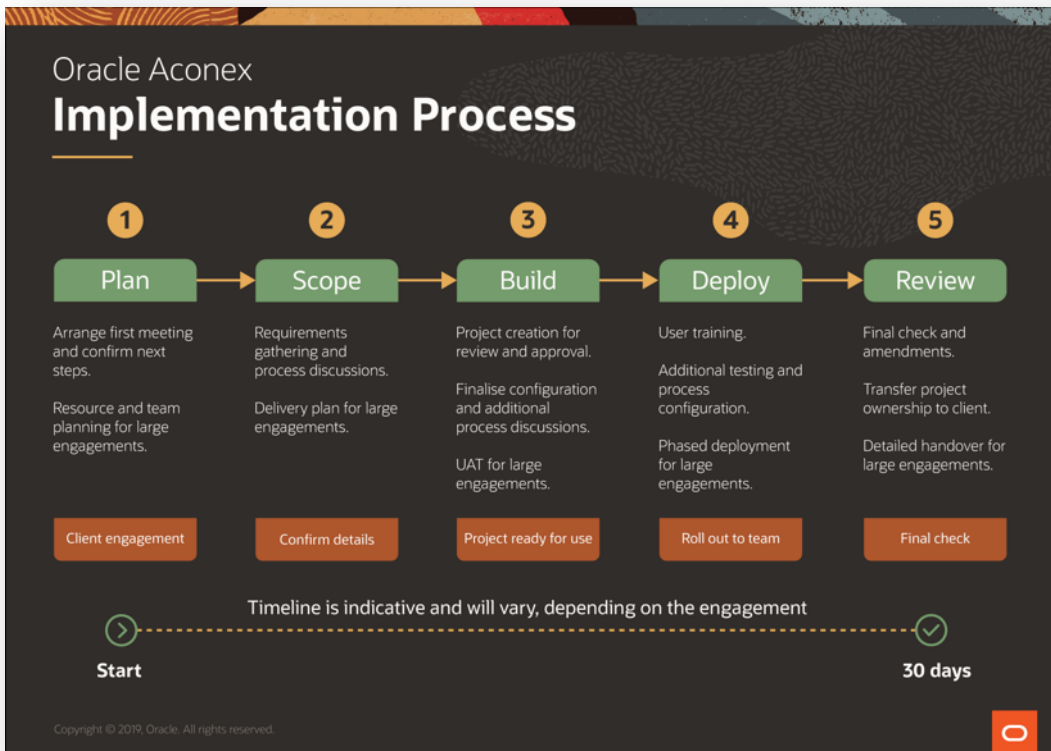 Oracle Aconex
Implementation Process
1
2
3
4
5
Plan
Scope
Build
Deploy
Review
Arrange first meeting
and confirm next
steps.
Resource and team
planning for large
engagements.
Requirements
gathering and
process discussions.
Delivery plan for large
engagements.
Project creation for
review and approval.
Finalise configuration
and additional
process discussions.
UAT for large
engagements.
User training.
Additional testing and
process
configuration.
Phased deployment
for large
engagements.
Final check and
amendments.
Transfer project
ownership to client.
Detailed handover for
large engagements.
Client engagement
Confirm details
Project ready for use
Roll out to team
Final check
Timeline is indicative and will vary, depending on the engagement
Start
30 days
Copyright © 2019, Oracle. All rights reserved.